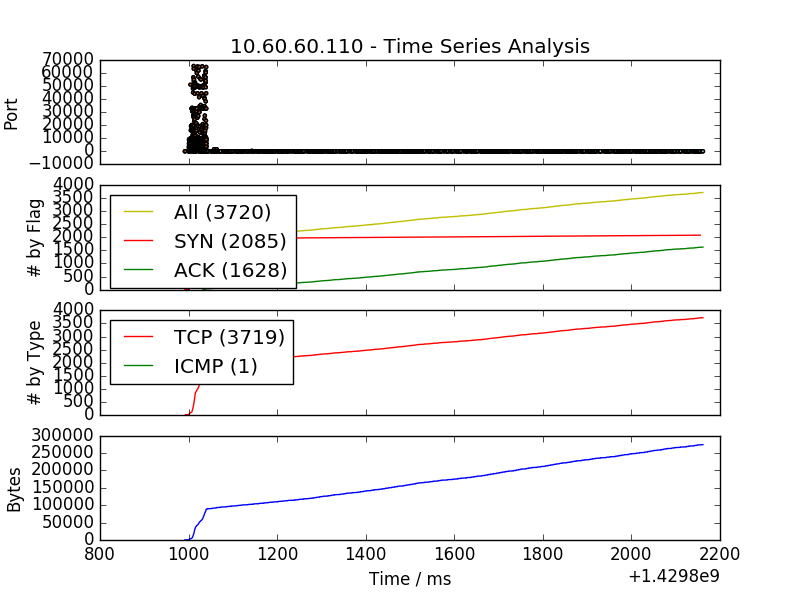 10.60.60.110 - Time Series Analysis
70000
60000
50000
40000
30000
20000
10000
0
−10000
Port
4000
3500
3000
2500
2000
1500
1000
500
0
# by Flag
All (3720)
SYN (2085)
ACK (1628)
4000
3500
3000
2500
2000
1500
1000
500
0
# by Type
TCP (3719)
ICMP (1)
300000
250000
200000
150000
100000
50000
0
Bytes
800 1000 1200 1400 1600 1800 2000 2200
Time / ms
+1.4298e9